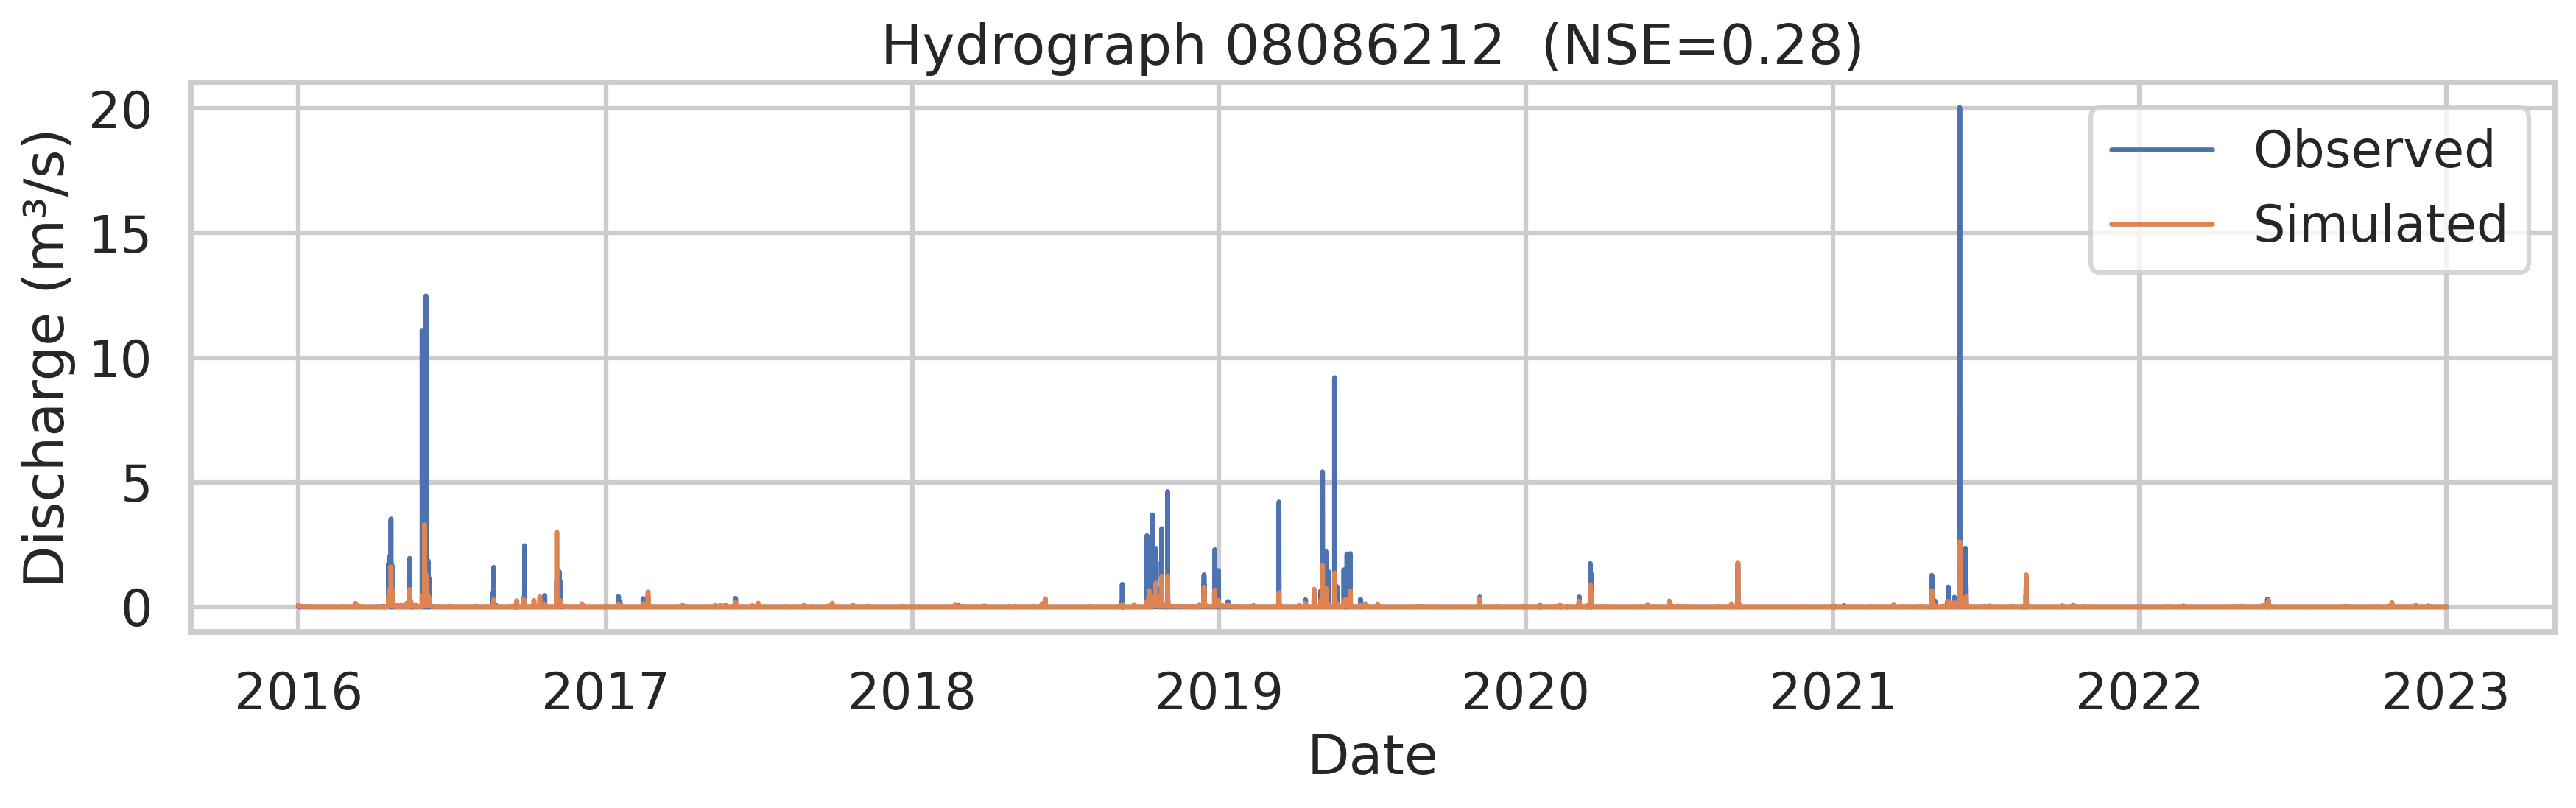 Hydrograph 08086212  (NSE=0.28)
Discharge (m³/s)
20
15
10
5
0
Observed
Simulated
2016 2017 2018 2019 2020 2021 2022 2023
Date